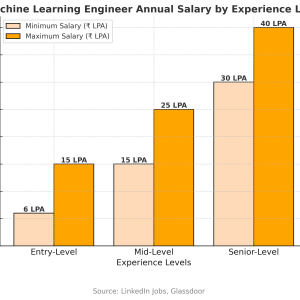 chine Learning Engineer Annual Salary by Experience L
Minimum Salary (₹ LPA)
Maximum Salary (₹ LPA)
40 LPA
30 LPA
25 LPA
15 LPA
15 LPA
6 LPA
Entry-Level
Mid-Level
Senior-Level
Experience Levels
Source: LinkedIn Jobs, Glassdoor